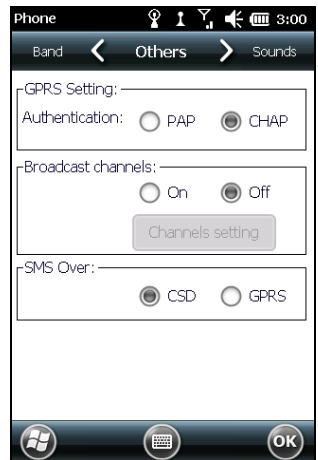 Phone 3:00
Band Others Sounds
GPRS Setting:
Authentication: PAP CHAP
Broadcast channels:
On Off
Channels setting
SMS Over:
CSD GPRS
OK